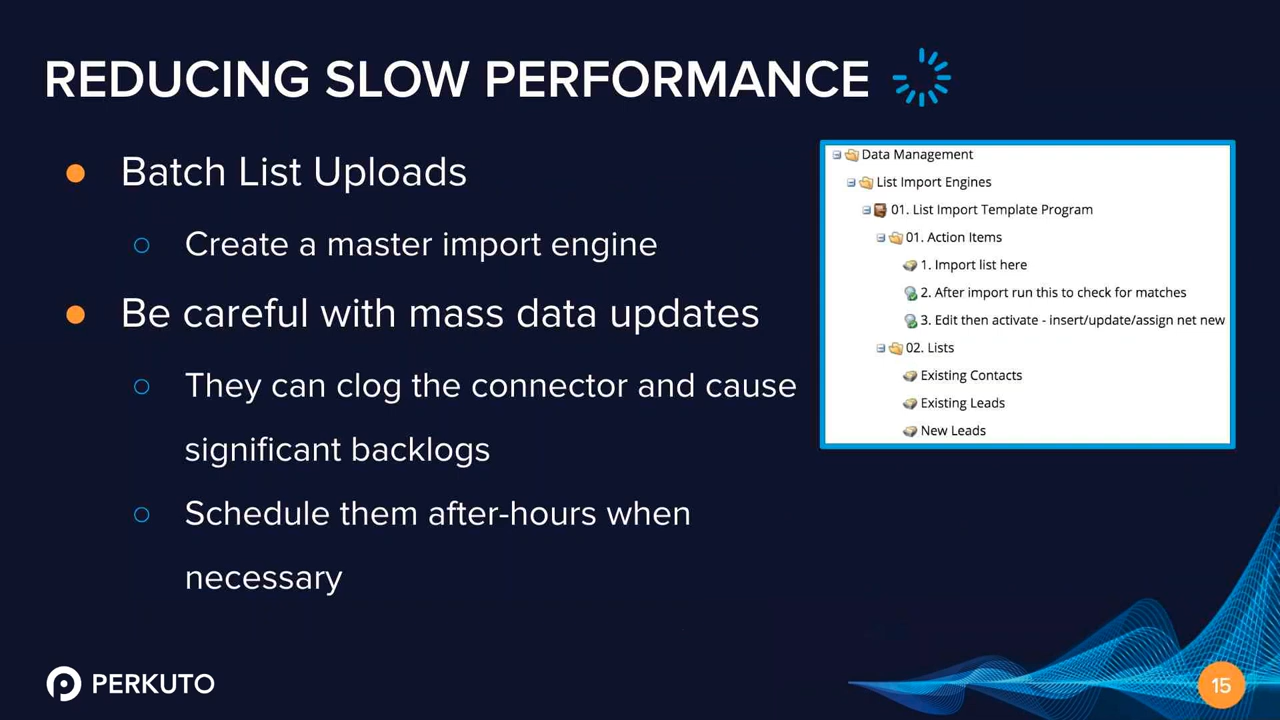 REDUCING SLOW PERFORMANCE
Batch List Uploads
Create a master import engine
Be careful with mass data updates
They can clog the connector and cause
significant backlogs
Schedule them after-hours when
necessary
Data Management
List Import Engines
01. List Import Template Program
01. Action Items
1. Import list here
2. After import run this to check for matches
3. Edit then activate - insert/update/assign net new
02. Lists
Existing Contacts
Existing Leads
New Leads
PERKUTO
15